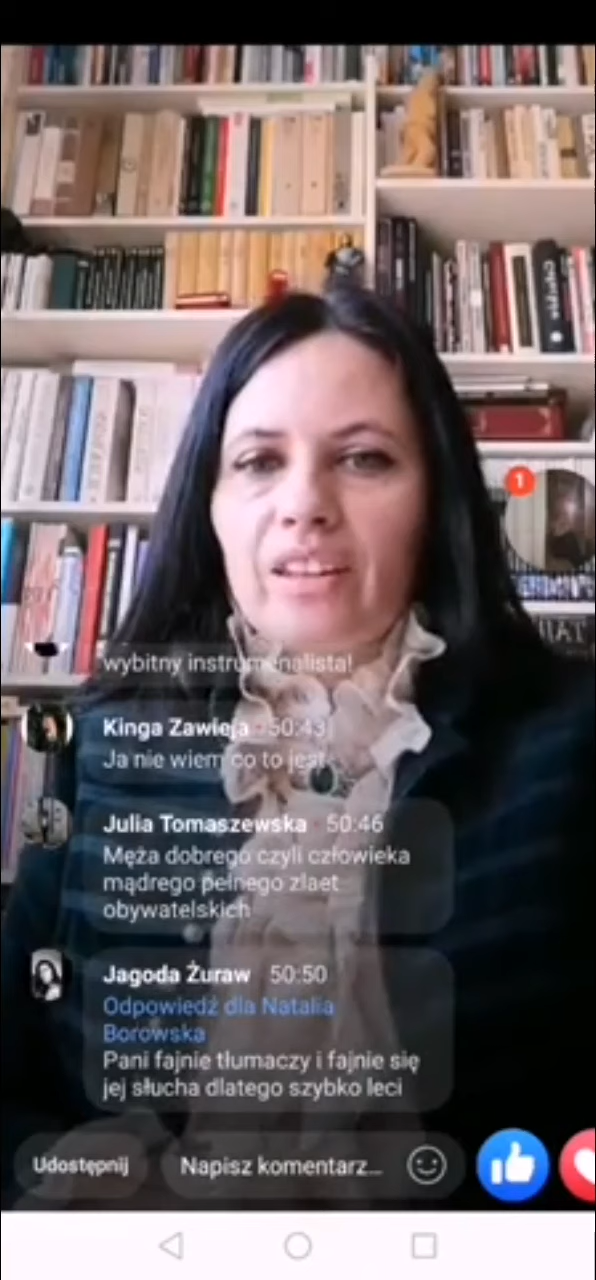 1
wybitny instrumenalista!
Kinga Zawieja · 50:43
Ja nie wiem co to jest
Julia Tomaszewska · 50:46
Męża dobrego czyli człowieka
mądrego pełnego zlaet
obywatelskich
Jagoda Żuraw 50:50
Odpowiedź dla Natalia
Borowska
Pani fajnie tłumaczy i fajnie się
jej słucha dlatego szybko leci
Udostępnij
Napisz komentarz...